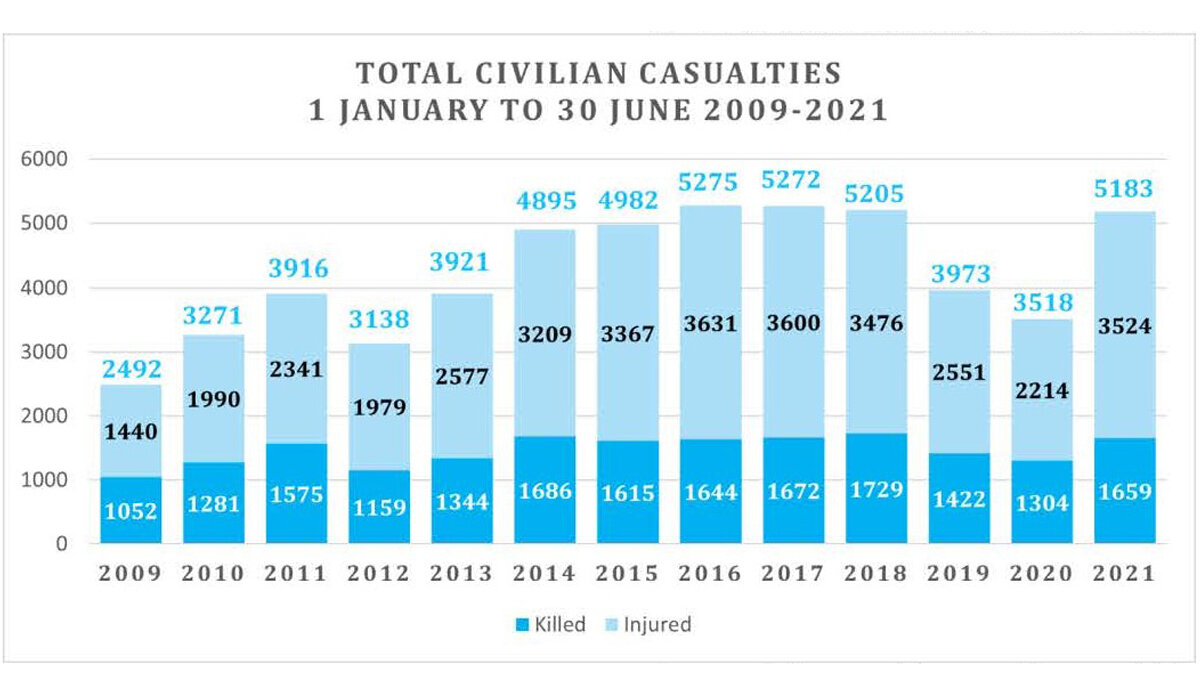 TOTAL CIVILIAN CASUALTIES
1 JANUARY TO 30 JUNE 2009-2021
6000
5000
4000
3000
2000
1000
0
2492 3271 3916 3138 3921 4895 4982 5275 5272 5205 3973 3518 5183
1440 1990 2341 1979 2577 3209 3367 3631 3600 3476 2551 2214 3524
1052 1281 1575 1159 1344 1686 1615 1644 1672 1729 1422 1304 1659
2009 2010 2011 2012 2013 2014 2015 2016 2017 2018 2019 2020 2021
Killed Injured